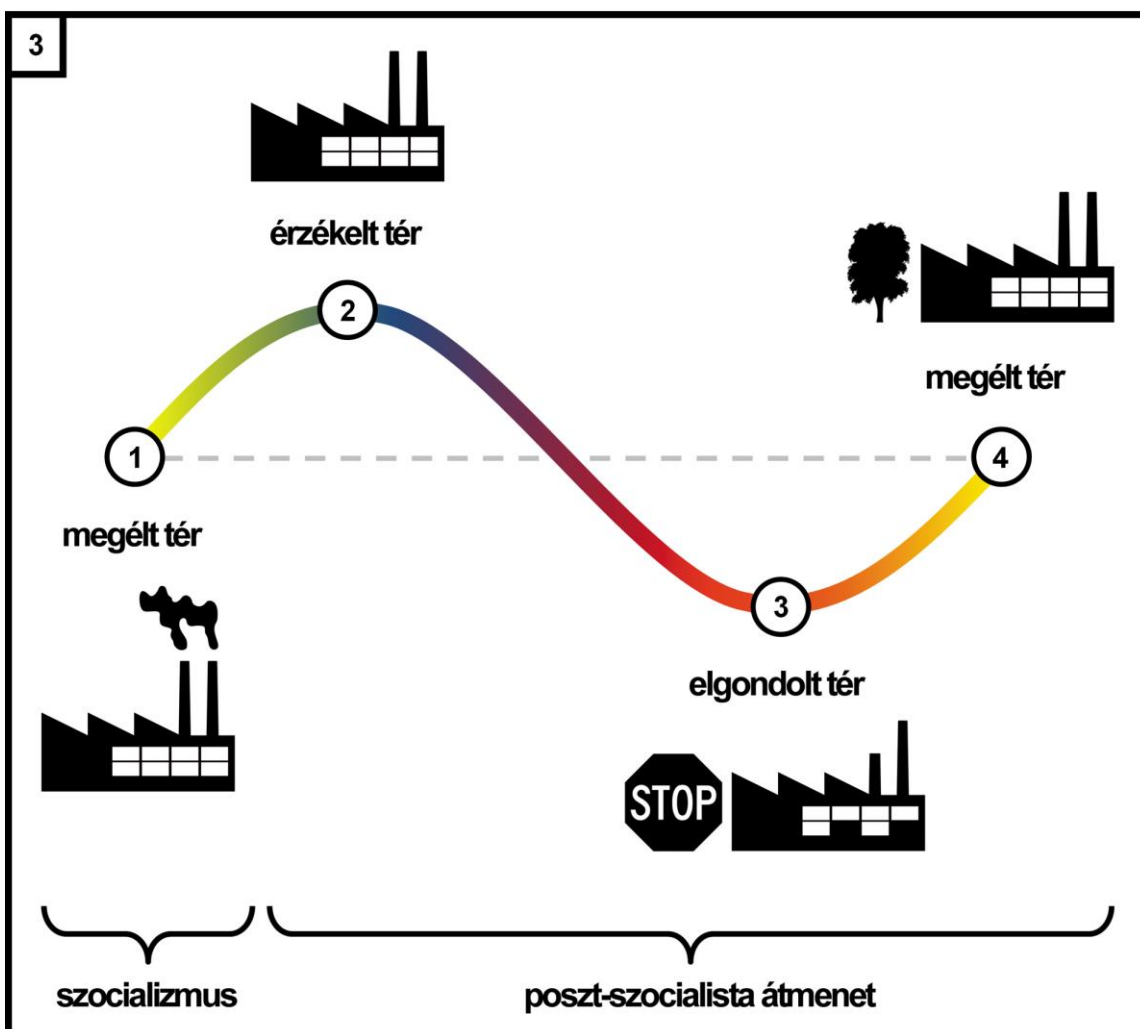 3
érzékelt tér
2
megélt tér
1
4
megélt tér
3
elgondolt tér
STOP
szocializmus
poszt-szocialista átmenet